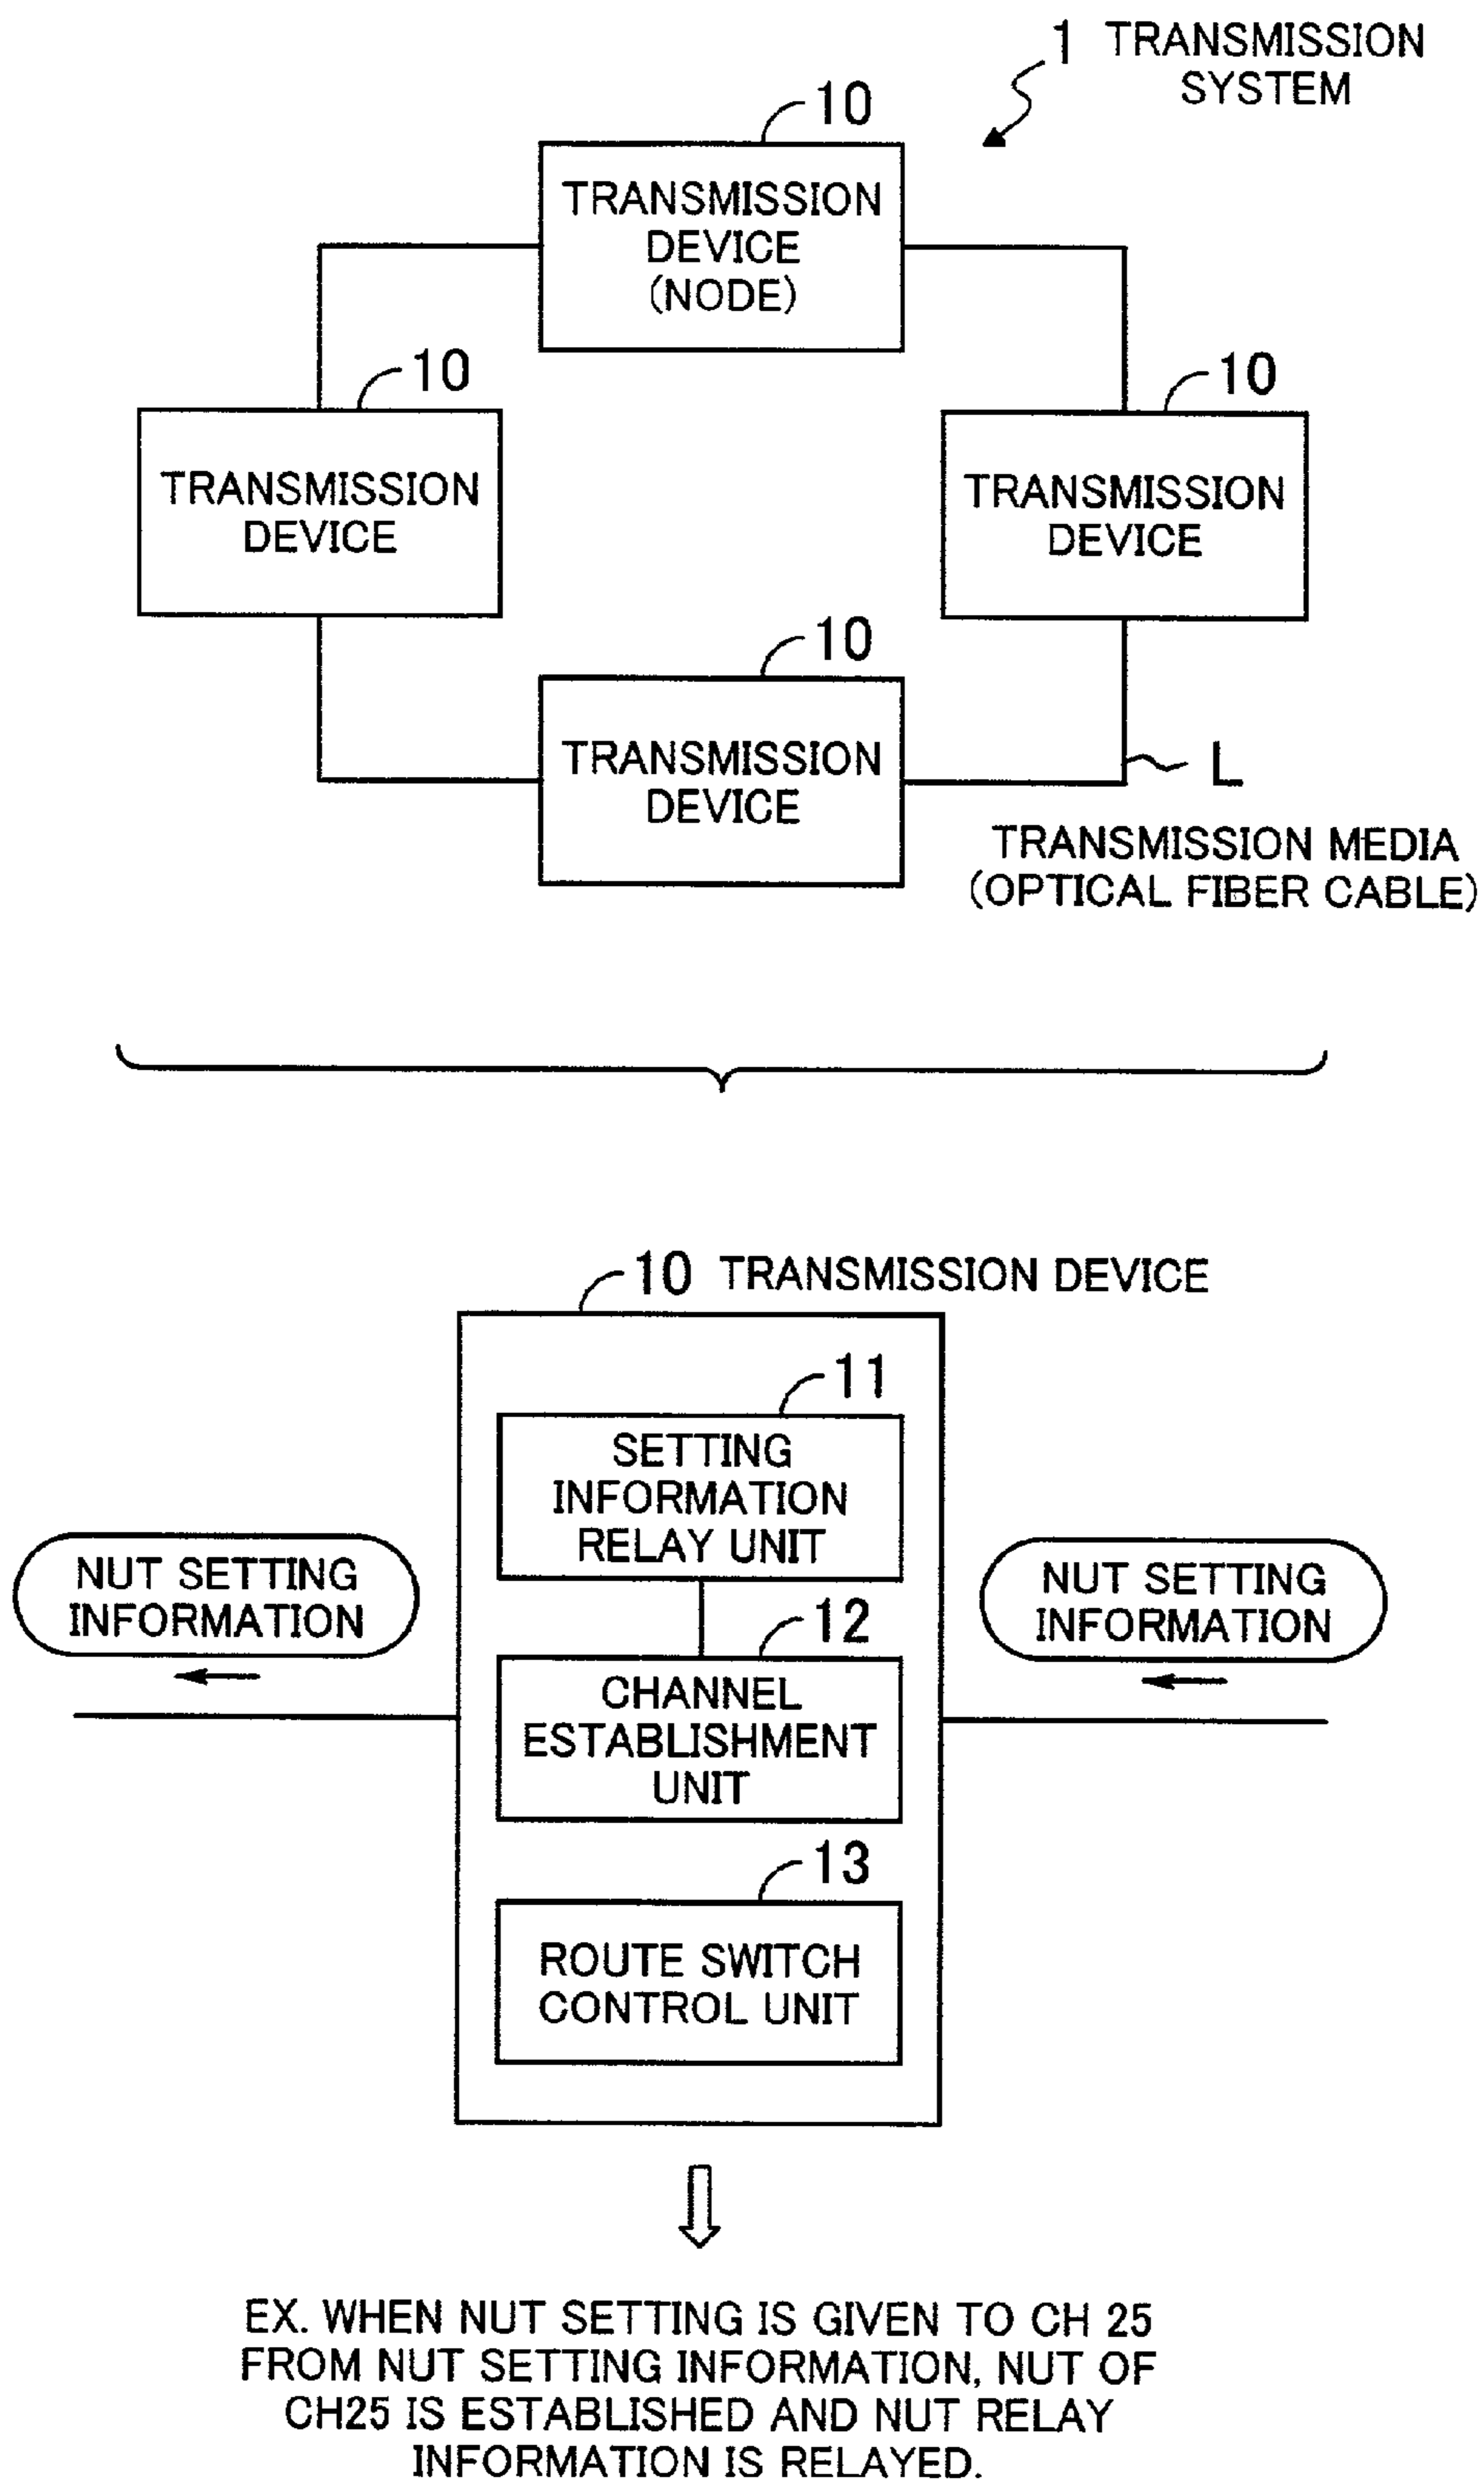 1 TRANSMISSION
SYSTEM
10
TRANSMISSION
DEVICE
(NODE)
10
TRANSMISSION
DEVICE
10
TRANSMISSION
DEVICE
10
TRANSMISSION
DEVICE
L
TRANSMISSION MEDIA
(OPTICAL FIBER CABLE)
10 TRANSMISSION DEVICE
11
SETTING
INFORMATION
RELAY UNIT
NUT SETTING
INFORMATION
NUT SETTING
INFORMATION
12
CHANNEL
ESTABLISHMENT
UNIT
13
ROUTE SWITCH
CONTROL UNIT
EX. WHEN NUT SETTING IS GIVEN TO CH 25
FROM NUT SETTING INFORMATION, NUT OF
CH25 IS ESTABLISHED AND NUT RELAY
INFORMATION IS RELAYED.